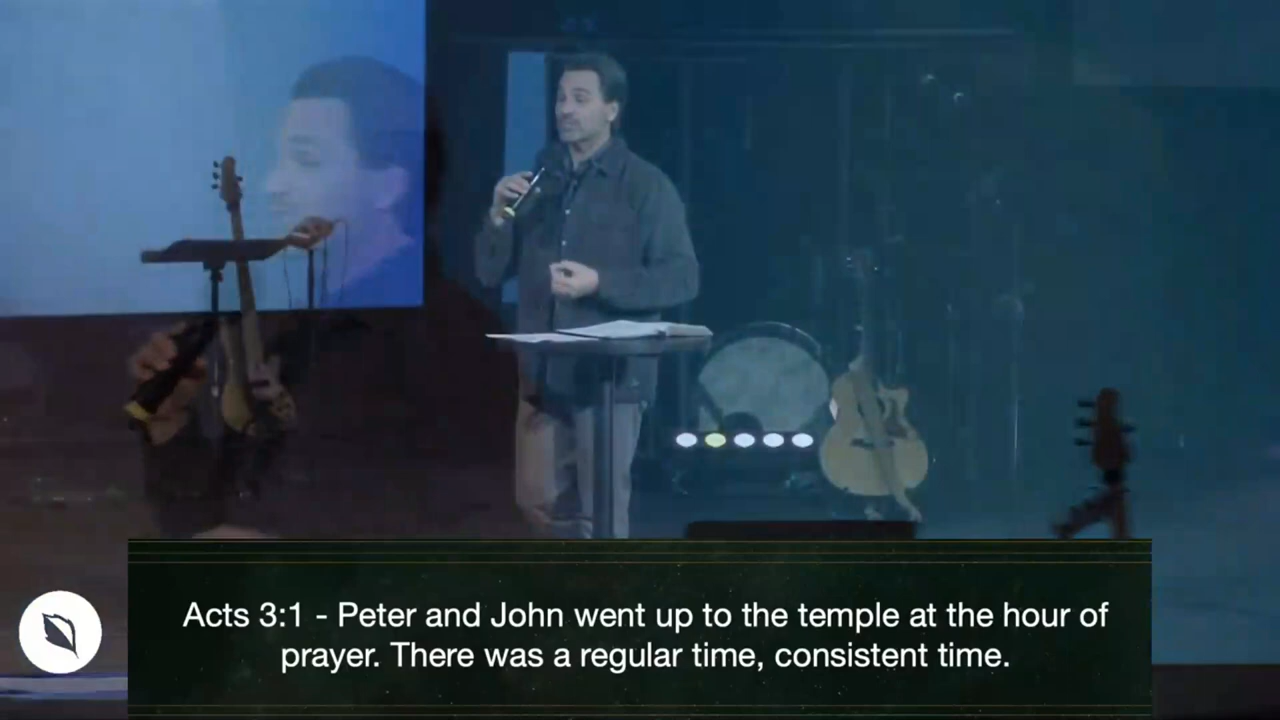 Acts 3:1 - Peter and John went up to the temple at the hour of
prayer. There was a regular time, consistent time.